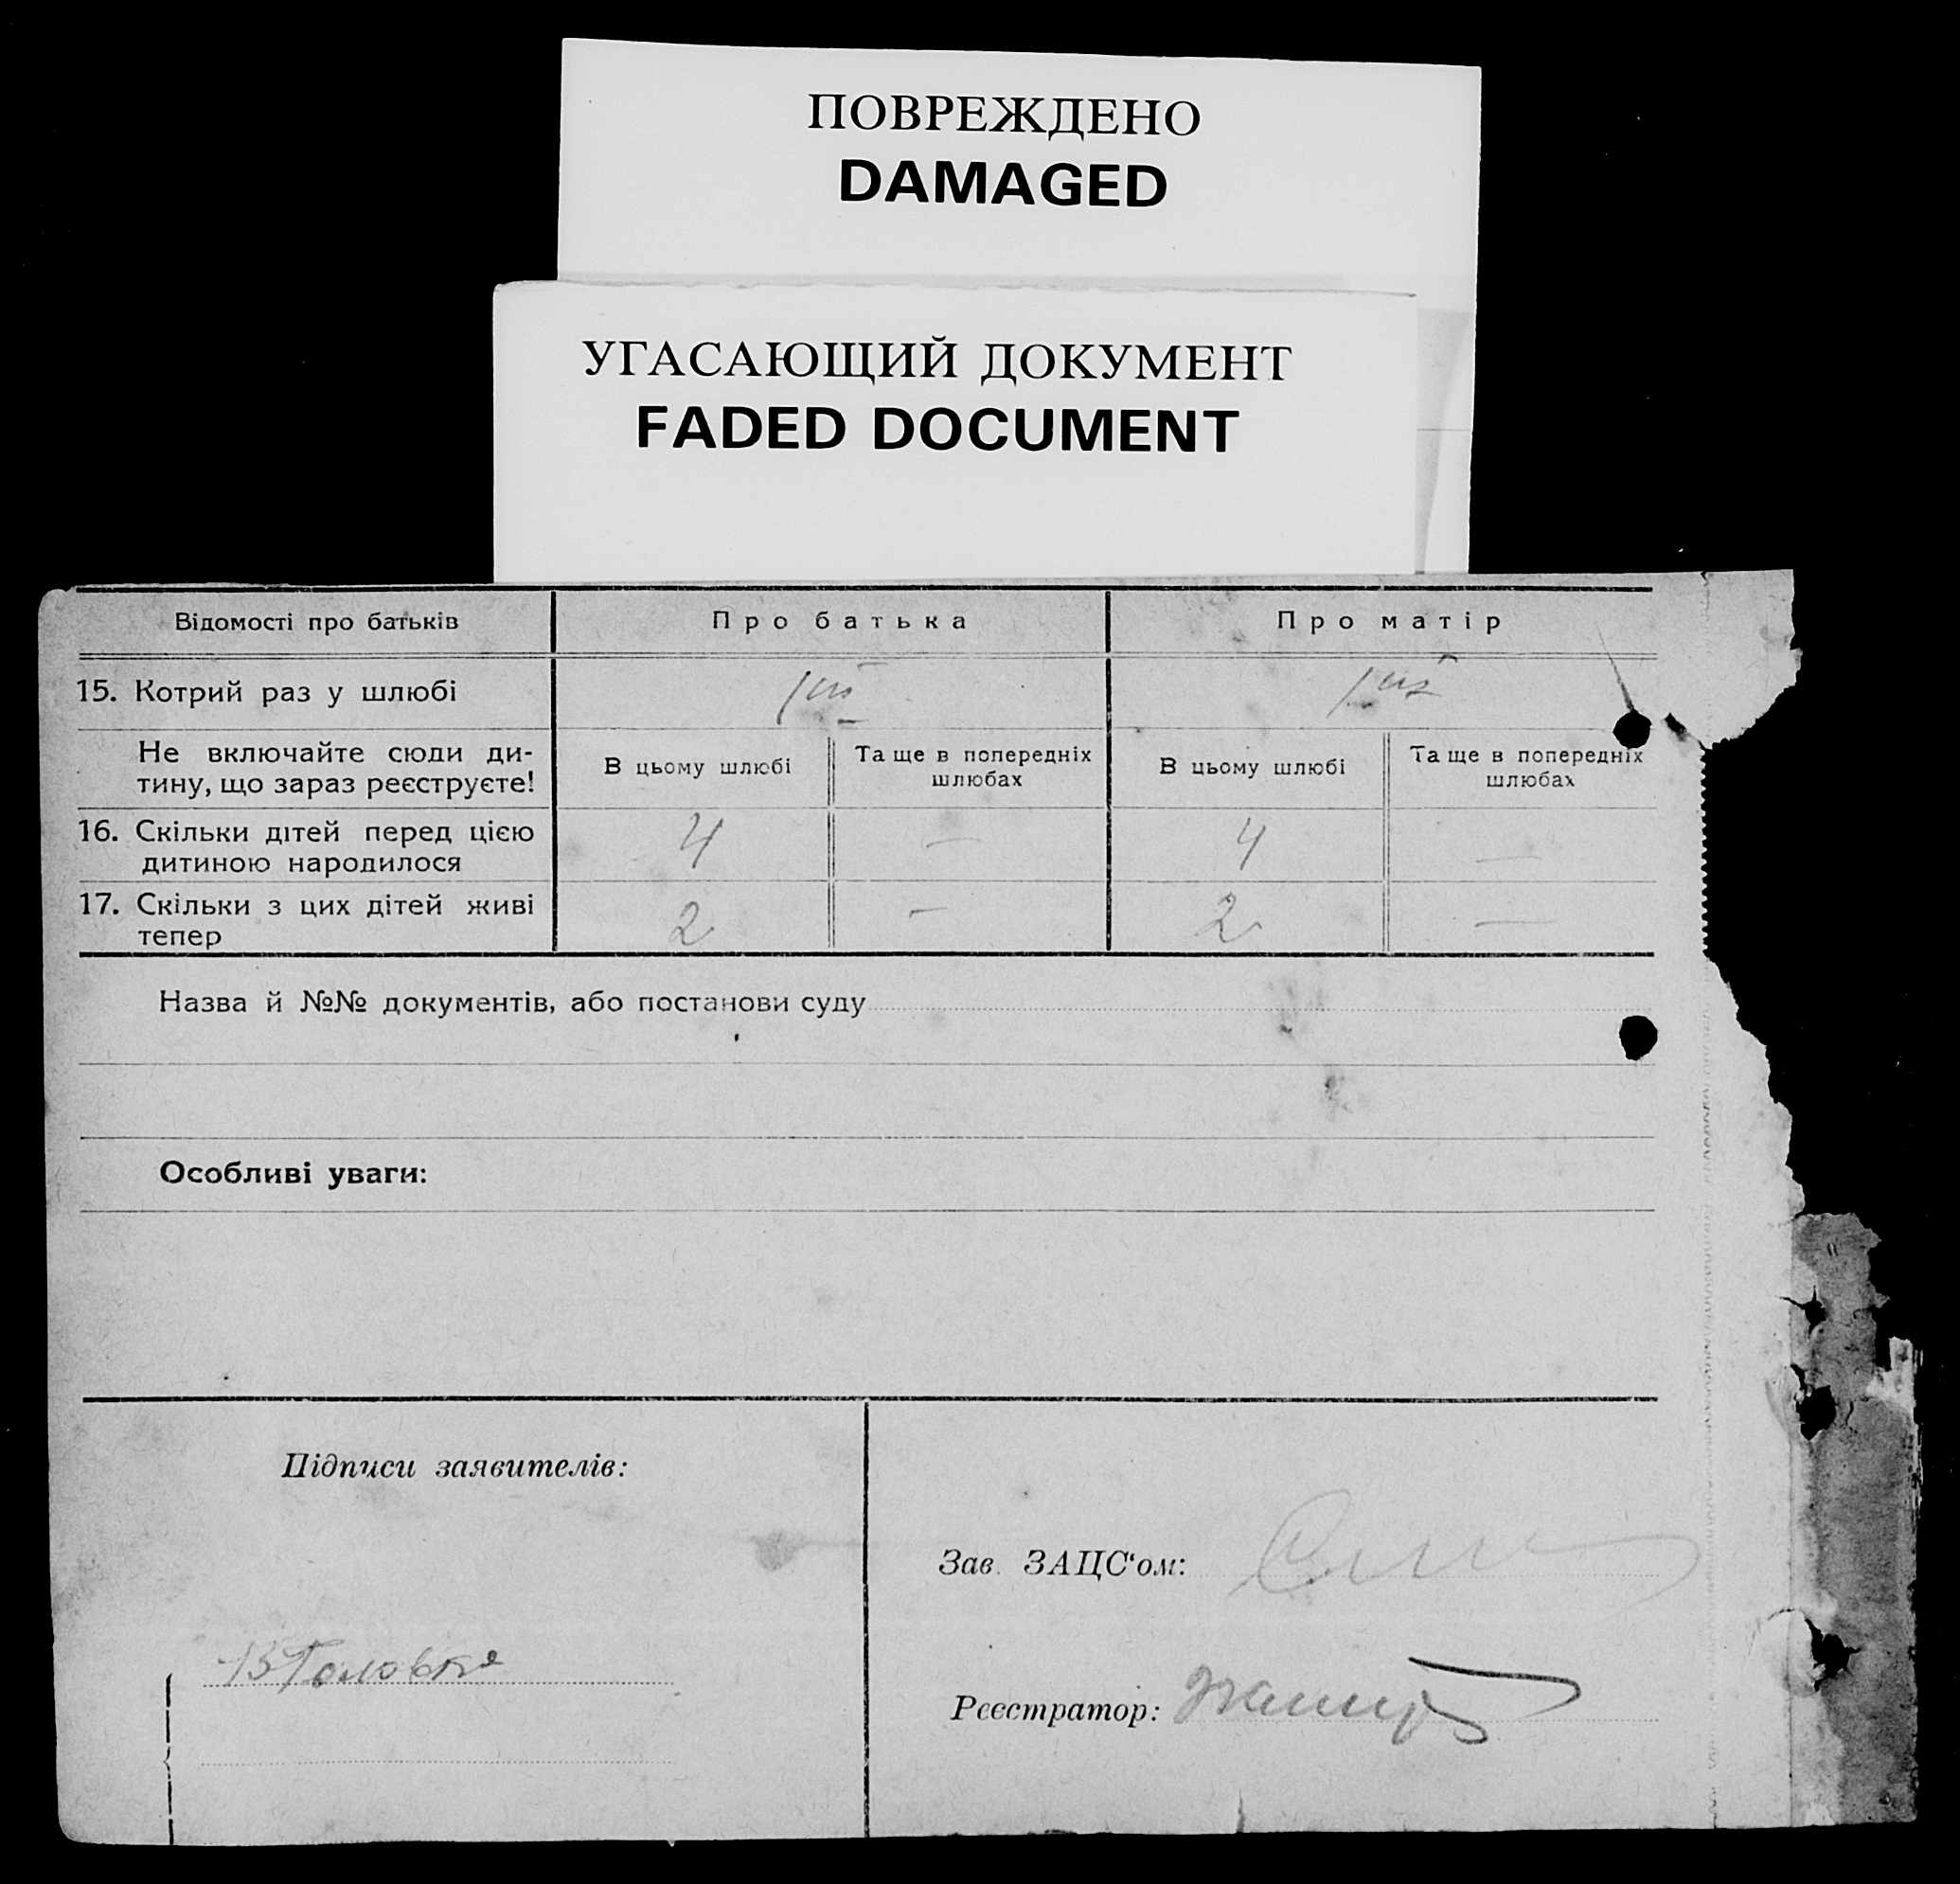 ПОВРЕЖДЕНО
DAMAGED
УГАСАЮЩИЙ ДОКУМЕНТ
FADED DOCUMENT
Відомості про батьків Про батька Про матір
15. Котрий раз у шлюбі 1ий 1ий
Не включайте сюди ди-
тину, що зараз реєструєте!
В цьому шлюбі Та ще в попередніх шлюбах В цьому шлюбі Та ще в попередніх шлюбах
16. Скільки дітей перед цією 4 — 4 —
дитиною народилося
17. Скільки з цих дітей живі 2 — 2 —
тепер
Назва й №№ документів, або постанови суду
Особливі уваги:
Підписи заявителів:
Зав. ЗАЦС‘ом:
Реєстратор: